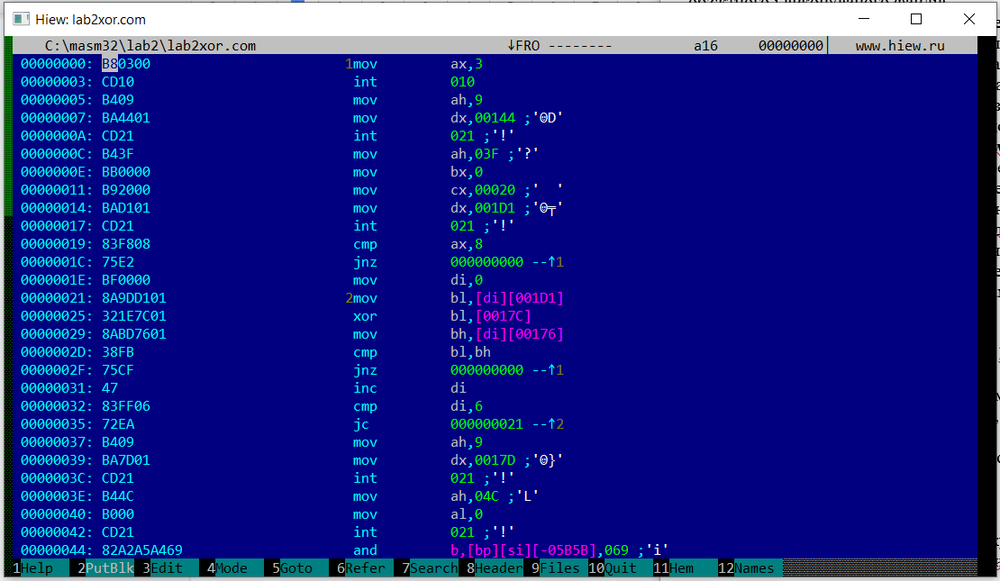 Hiew: lab2xor.com
C:\masm32\lab2\lab2xor.com ↓FRO -------- a16 00000000 www.hiew.ru
00000000: B80300 1mov ax,3
00000003: CD10 int 010
00000005: B409 mov ah,9
00000007: BA4401 mov dx,00144 ;'☺D'
0000000A: CD21 int 021 ;'!'
0000000C: B43F mov ah,03F ;'?'
0000000E: BB0000 mov bx,0
00000011: B92000 mov cx,00020 ;'  '
00000014: BAD101 mov dx,001D1 ;'☺╤'
00000017: CD21 int 021 ;'!'
00000019: 83F808 cmp ax,8
0000001C: 75E2 jnz 000000000 --↑1
0000001E: BF0000 mov di,0
00000021: 8A9DD101 2mov bl,[di][001D1]
00000025: 321E7C01 xor bl,[0017C]
00000029: 8ABD7601 mov bh,[di][00176]
0000002D: 38FB cmp bl,bh
0000002F: 75CF jnz 000000000 --↑1
00000031: 47 inc di
00000032: 83FF06 cmp di,6
00000035: 72EA jc 000000021 --↑2
00000037: B409 mov ah,9
00000039: BA7D01 mov dx,0017D ;'☺}'
0000003C: CD21 int 021 ;'!'
0000003E: B44C mov ah,04C ;'L'
00000040: B000 mov al,0
00000042: CD21 int 021 ;'!'
00000044: 82A2A5A469 and b,[bp][si][-05B5B],069 ;'i'
1Help 2PutBlk 3Edit 4Mode 5Goto 6Refer 7Search 8Header 9Files 10Quit 11Hem 12Names